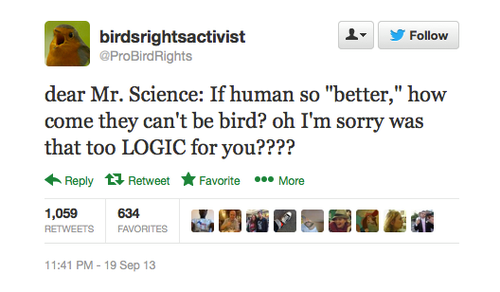 birdsrightsactivist
@ProBirdRights
Follow
dear Mr. Science: If human so "better," how
come they can't be bird? oh I'm sorry was
that too LOGIC for you????
Reply Retweet Favorite More
1,059 634
RETWEETS FAVORITES
11:41 PM - 19 Sep 13